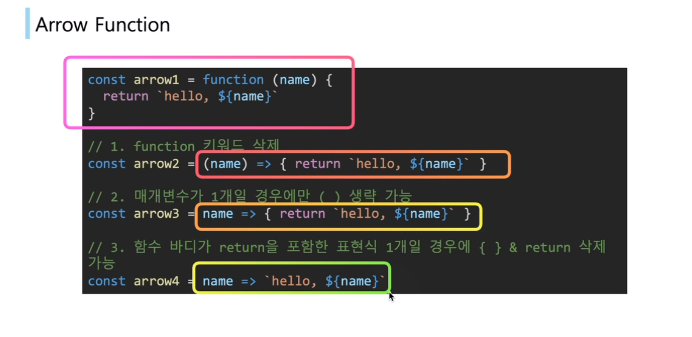 Arrow Function
const arrow1 = function (name) {
  return `hello, ${name}`
}
// 1. function 키워드 삭제
const arrow2 = (name) => { return `hello, ${name}` }
// 2. 매개변수가 1개일 경우에만 ( ) 생략 가능
const arrow3 = name => { return `hello, ${name}` }
// 3. 함수 바디가 return을 포함한 표현식 1개일 경우에 { } & return 삭제
가능
const arrow4 = name => `hello, ${name}`